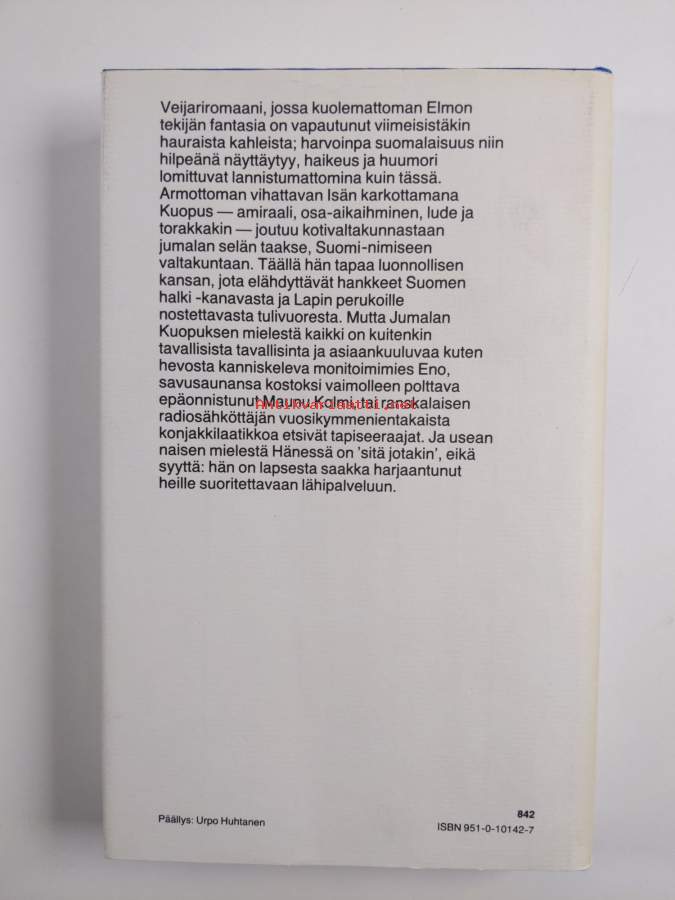 Veijariromaani, jossa kuolemattoman Elmon
tekijän fantasia on vapautunut viimeisistäkin
hauraista kahleista; harvoinpa suomalaisuus niin
hilpeänä näyttäytyy, haikeus ja huumori
lomittuvat lannistumattomina kuin tässä.
Armottoman vihattavan Isän karkottamana
Kuopus — amiraali, osa-aikaihminen, lude ja
torakkakin — joutuu kotivaltakunnastaan
jumalan selän taakse, Suomi-nimiseen
valtakuntaan. Täällä hän tapaa luonnollisen
kansan, jota elähdyttävät hankkeet Suomen
halki -kanavasta ja Lapin perukoille
nostettavasta tulivuoresta. Mutta Jumalan
Kuopuksen mielestä kaikki on kuitenkin
tavallisista tavallisinta ja asiaankuuluvaa kuten
hevosta kanniskeleva monitoimimies Eno,
savusaunansa kostoksi vaimolleen polttava
epäonnistunut Maunu Kolmi, tai ranskalaisen
Antikvariaatti.net
radiosähköttäjän vuosikymmenientakaista
konjakkilaatikkoa etsivät tapiseeraajat. Ja usean
naisen mielestä Hänessä on 'sitä jotakin', eikä
syyttä: hän on lapsesta saakka harjaantunut
heille suoritettavaan lähipalveluun.
Päällys: Urpo Huhtanen
842
ISBN 951-0-10142-7